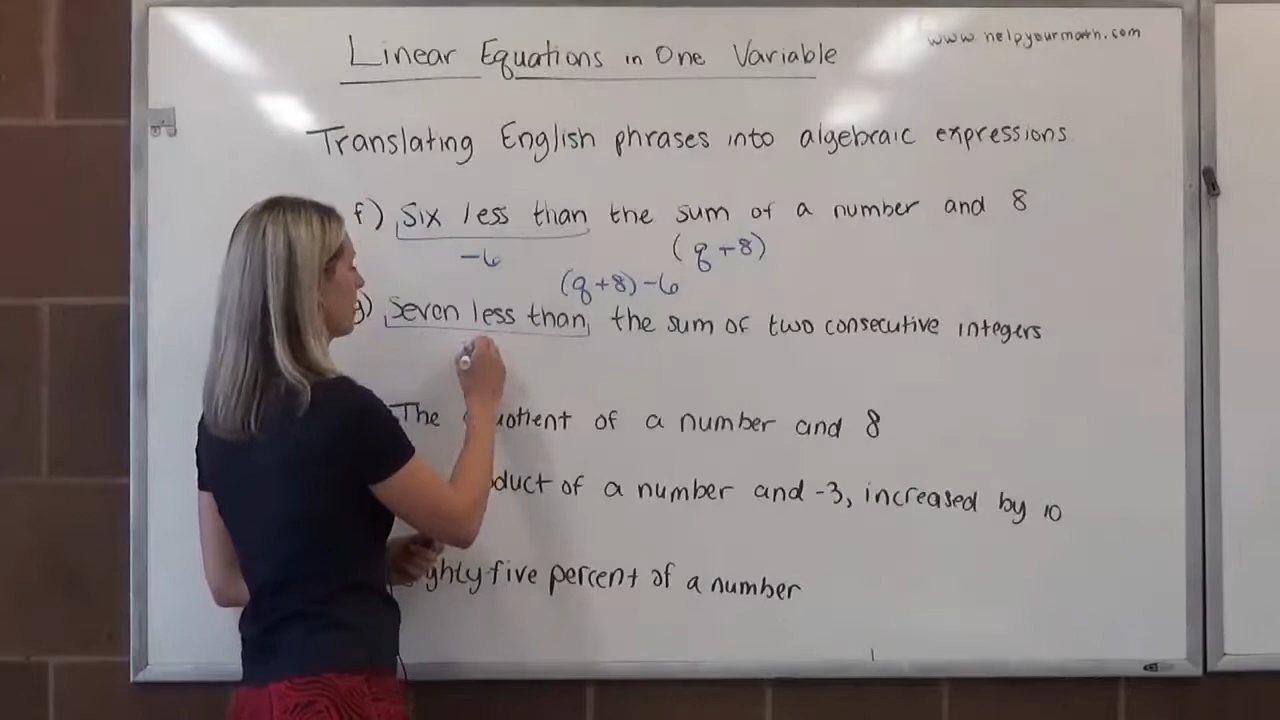 www.helpyourmath.com
Linear Equations in One Variable
Translating English phrases into algebraic expressions
f) Six less than the sum of a number and 8
-6 (q+8)
(q+8)-6
g) Seven less than the sum of two consecutive integers
The quotient of a number and 8
of a number and -3, increased by 10
five percent of a number